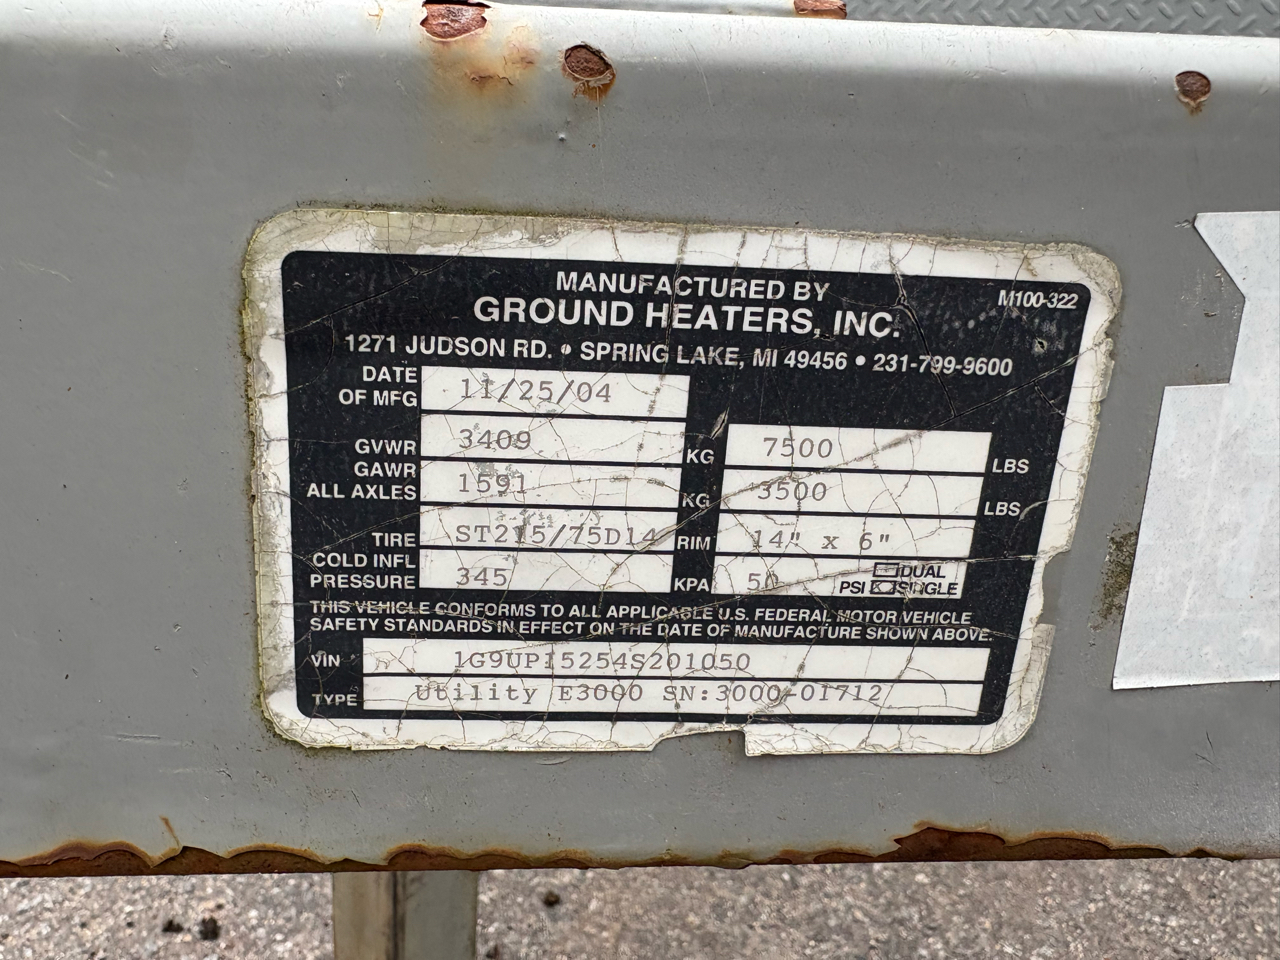 MANUFACTURED BY
M100-322
GROUND HEATERS, INC.
1271 JUDSON RD. • SPRING LAKE, MI 49456 • 231-799-9600
DATE OF MFG 11/25/04
GVWR 3409 KG 7500 LBS
GAWR ALL AXLES 1591 KG 3500 LBS
TIRE ST215/75D14 RIM 14" x 6"
COLD INFL PRESSURE 345 KPA 50 PSI DUAL SINGLE
THIS VEHICLE CONFORMS TO ALL APPLICABLE U.S. FEDERAL MOTOR VEHICLE
SAFETY STANDARDS IN EFFECT ON THE DATE OF MANUFACTURE SHOWN ABOVE.
VIN 1G9UP15254S201050
TYPE Utility E3000 SN:3000-01712